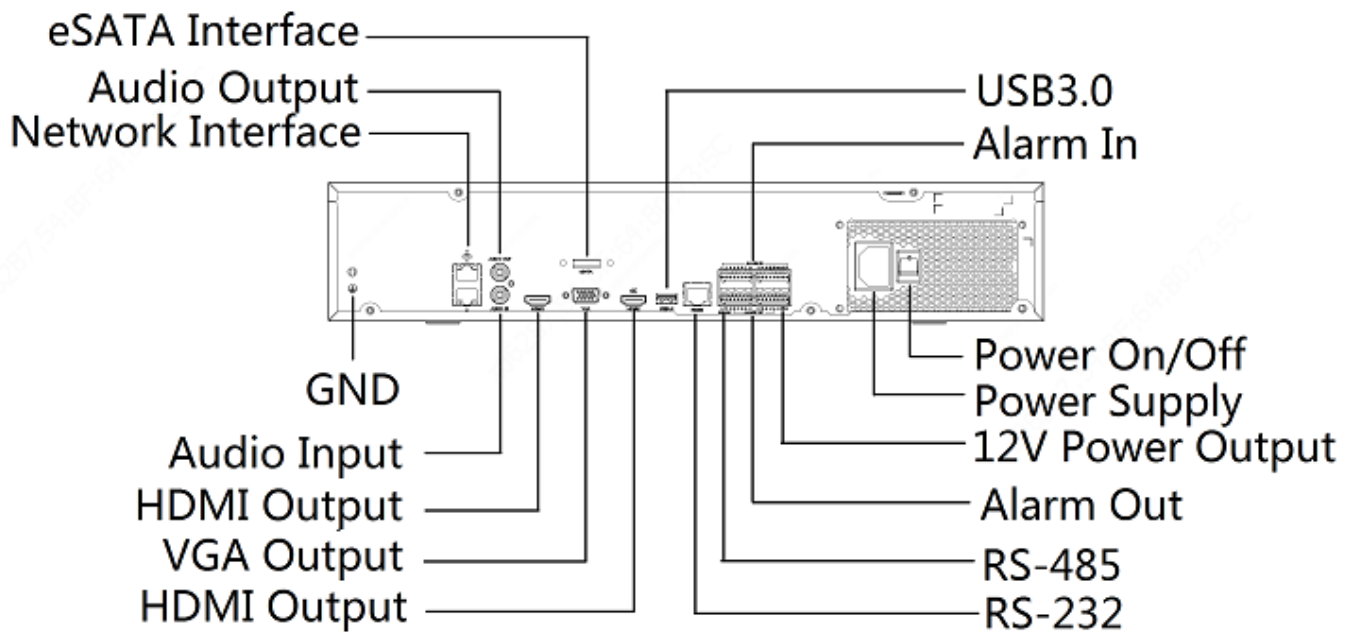 eSATA Interface
Audio Output
Network Interface
USB3.0
Alarm In
GND
Audio Input
HDMI Output
VGA Output
HDMI Output
Power On/Off
Power Supply
12V Power Output
Alarm Out
RS-485
RS-232